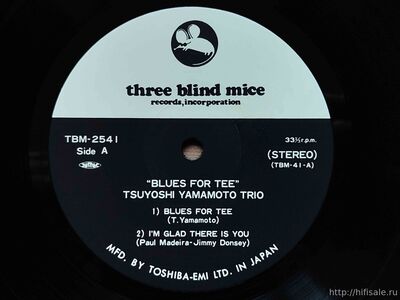 three blind mice
records, incorporation
TBM-2541
Side A
33⅓ r.p.m.
(STEREO)
(TBM-41-A)
"BLUES FOR TEE"
TSUYOSHI YAMAMOTO TRIO
1) BLUES FOR TEE
(T. Yamamoto)
2) I'M GLAD THERE IS YOU
(Paul Madeira-Jimmy Donsey)
MFD. BY TOSHIBA-EMI LTD. IN JAPAN
http://hifisale.ru